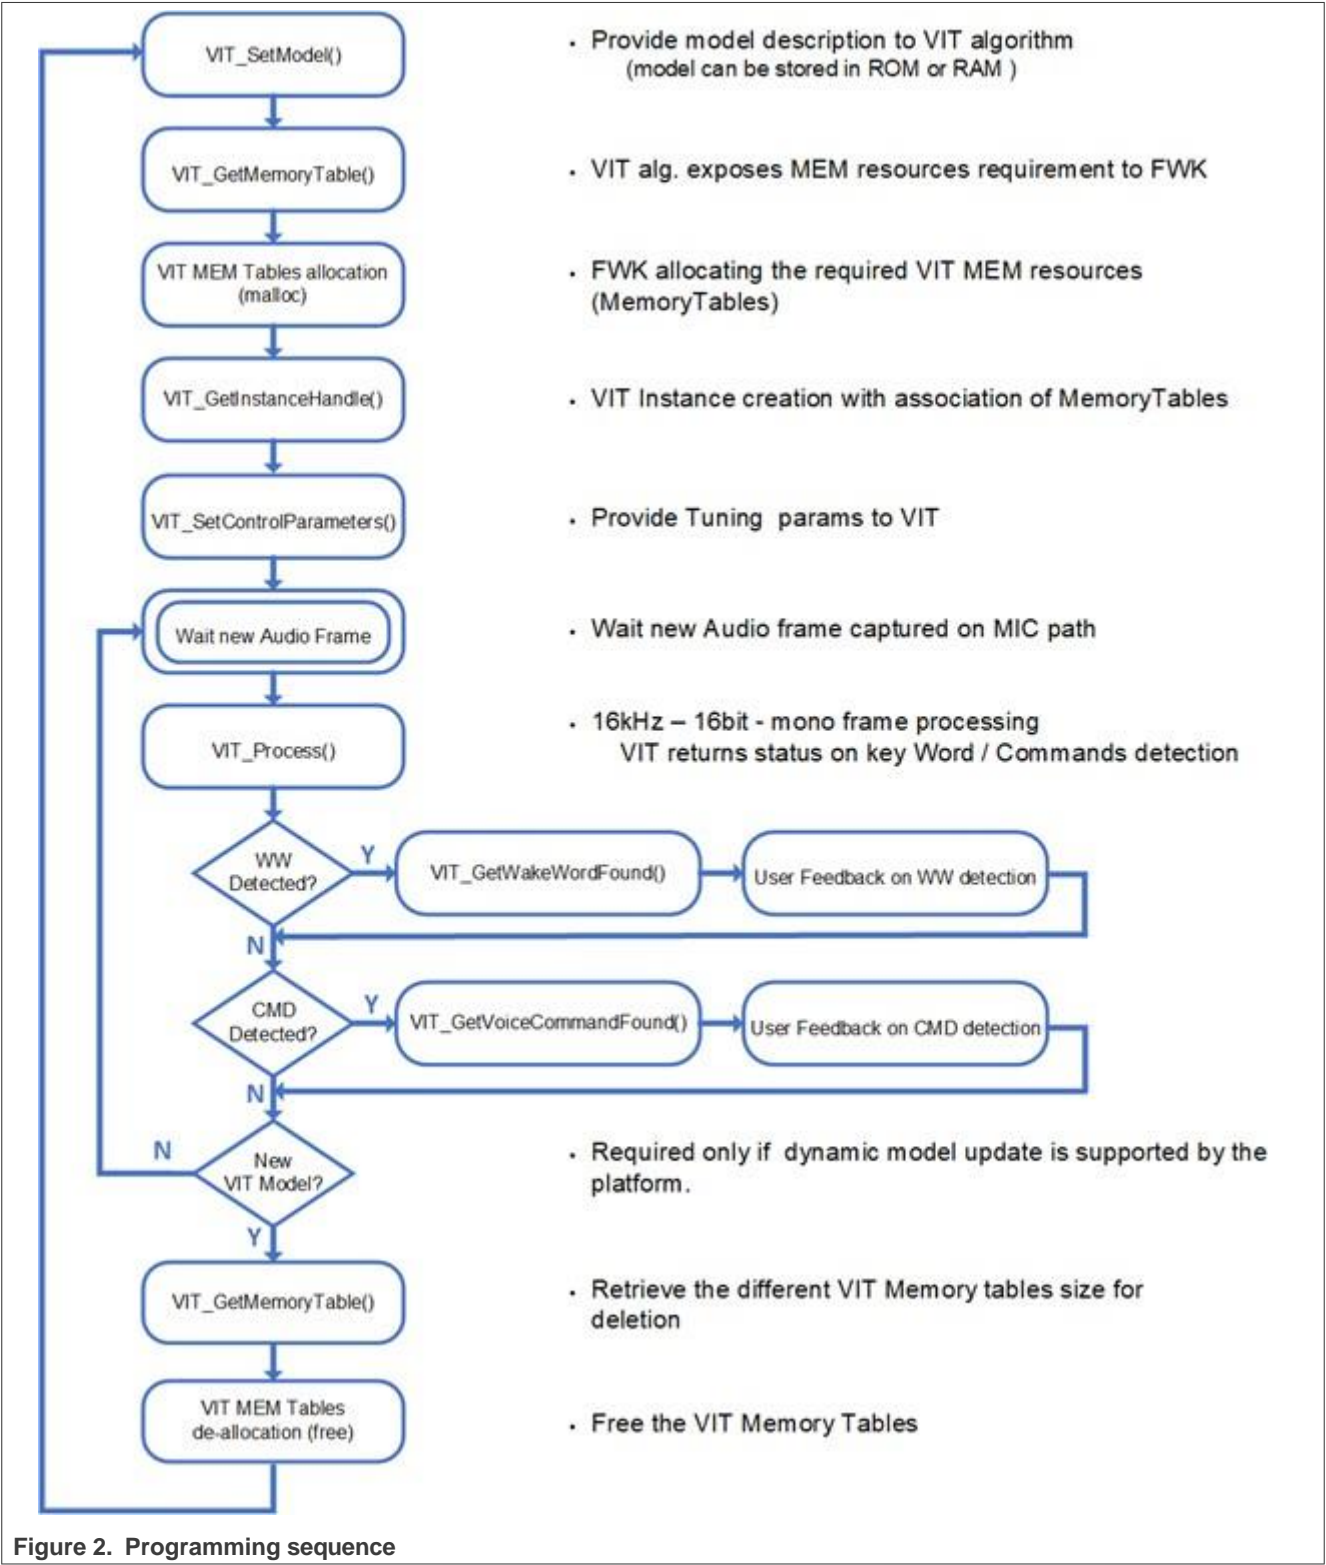 VIT_SetModel()
• Provide model description to VIT algorithm
(model can be stored in ROM or RAM )
VIT_GetMemoryTable()
• VIT alg. exposes MEM resources requirement to FWK
VIT MEM Tables allocation
(malloc)
• FWK allocating the required VIT MEM resources
(MemoryTables)
VIT_GetInstanceHandle()
• VIT Instance creation with association of MemoryTables
VIT_SetControlParameters()
• Provide Tuning params to VIT
Wait new Audio Frame
• Wait new Audio frame captured on MIC path
VIT_Process()
• 16kHz – 16bit - mono frame processing
VIT returns status on key Word / Commands detection
WW
Detected?
Y
VIT_GetWakeWordFound()
User Feedback on WW detection
N
CMD
Detected?
Y
VIT_GetVoiceCommandFound()
User Feedback on CMD detection
N
New
VIT Model?
N
• Required only if dynamic model update is supported by the
platform.
Y
VIT_GetMemoryTable()
• Retrieve the different VIT Memory tables size for
deletion
VIT MEM Tables
de-allocation (free)
• Free the VIT Memory Tables
Figure 2. Programming sequence